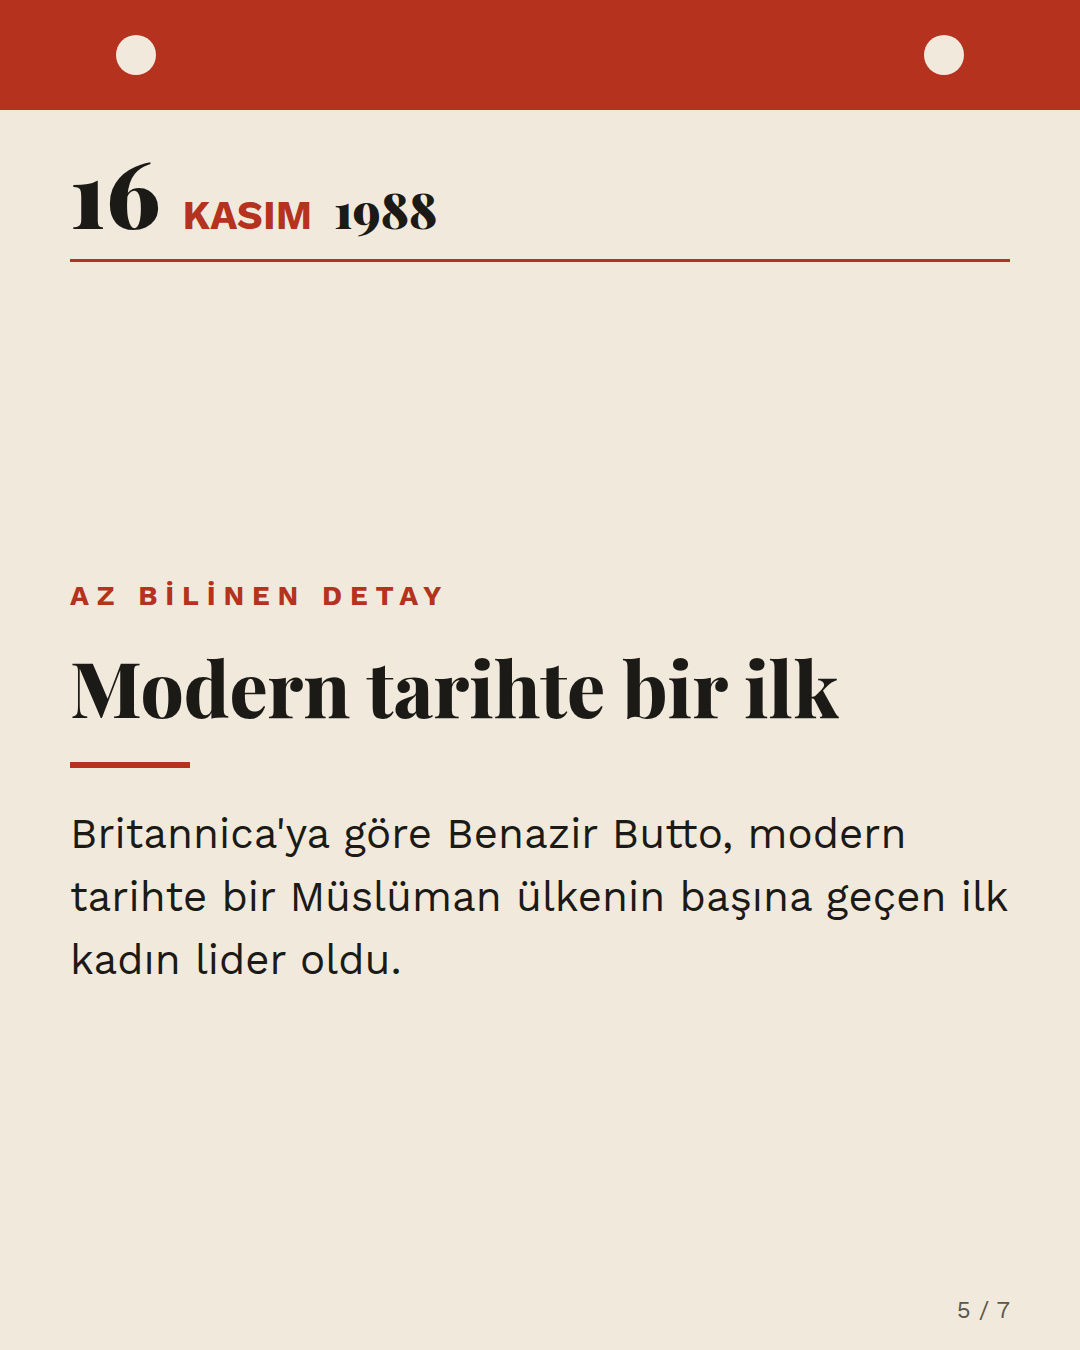 16 KASIM 1988
AZ BİLİNEN DETAY
Modern tarihte bir ilk
Britannica'ya göre Benazir Butto, modern
tarihte bir Müslüman ülkenin başına geçen ilk
kadın lider oldu.
5 / 7